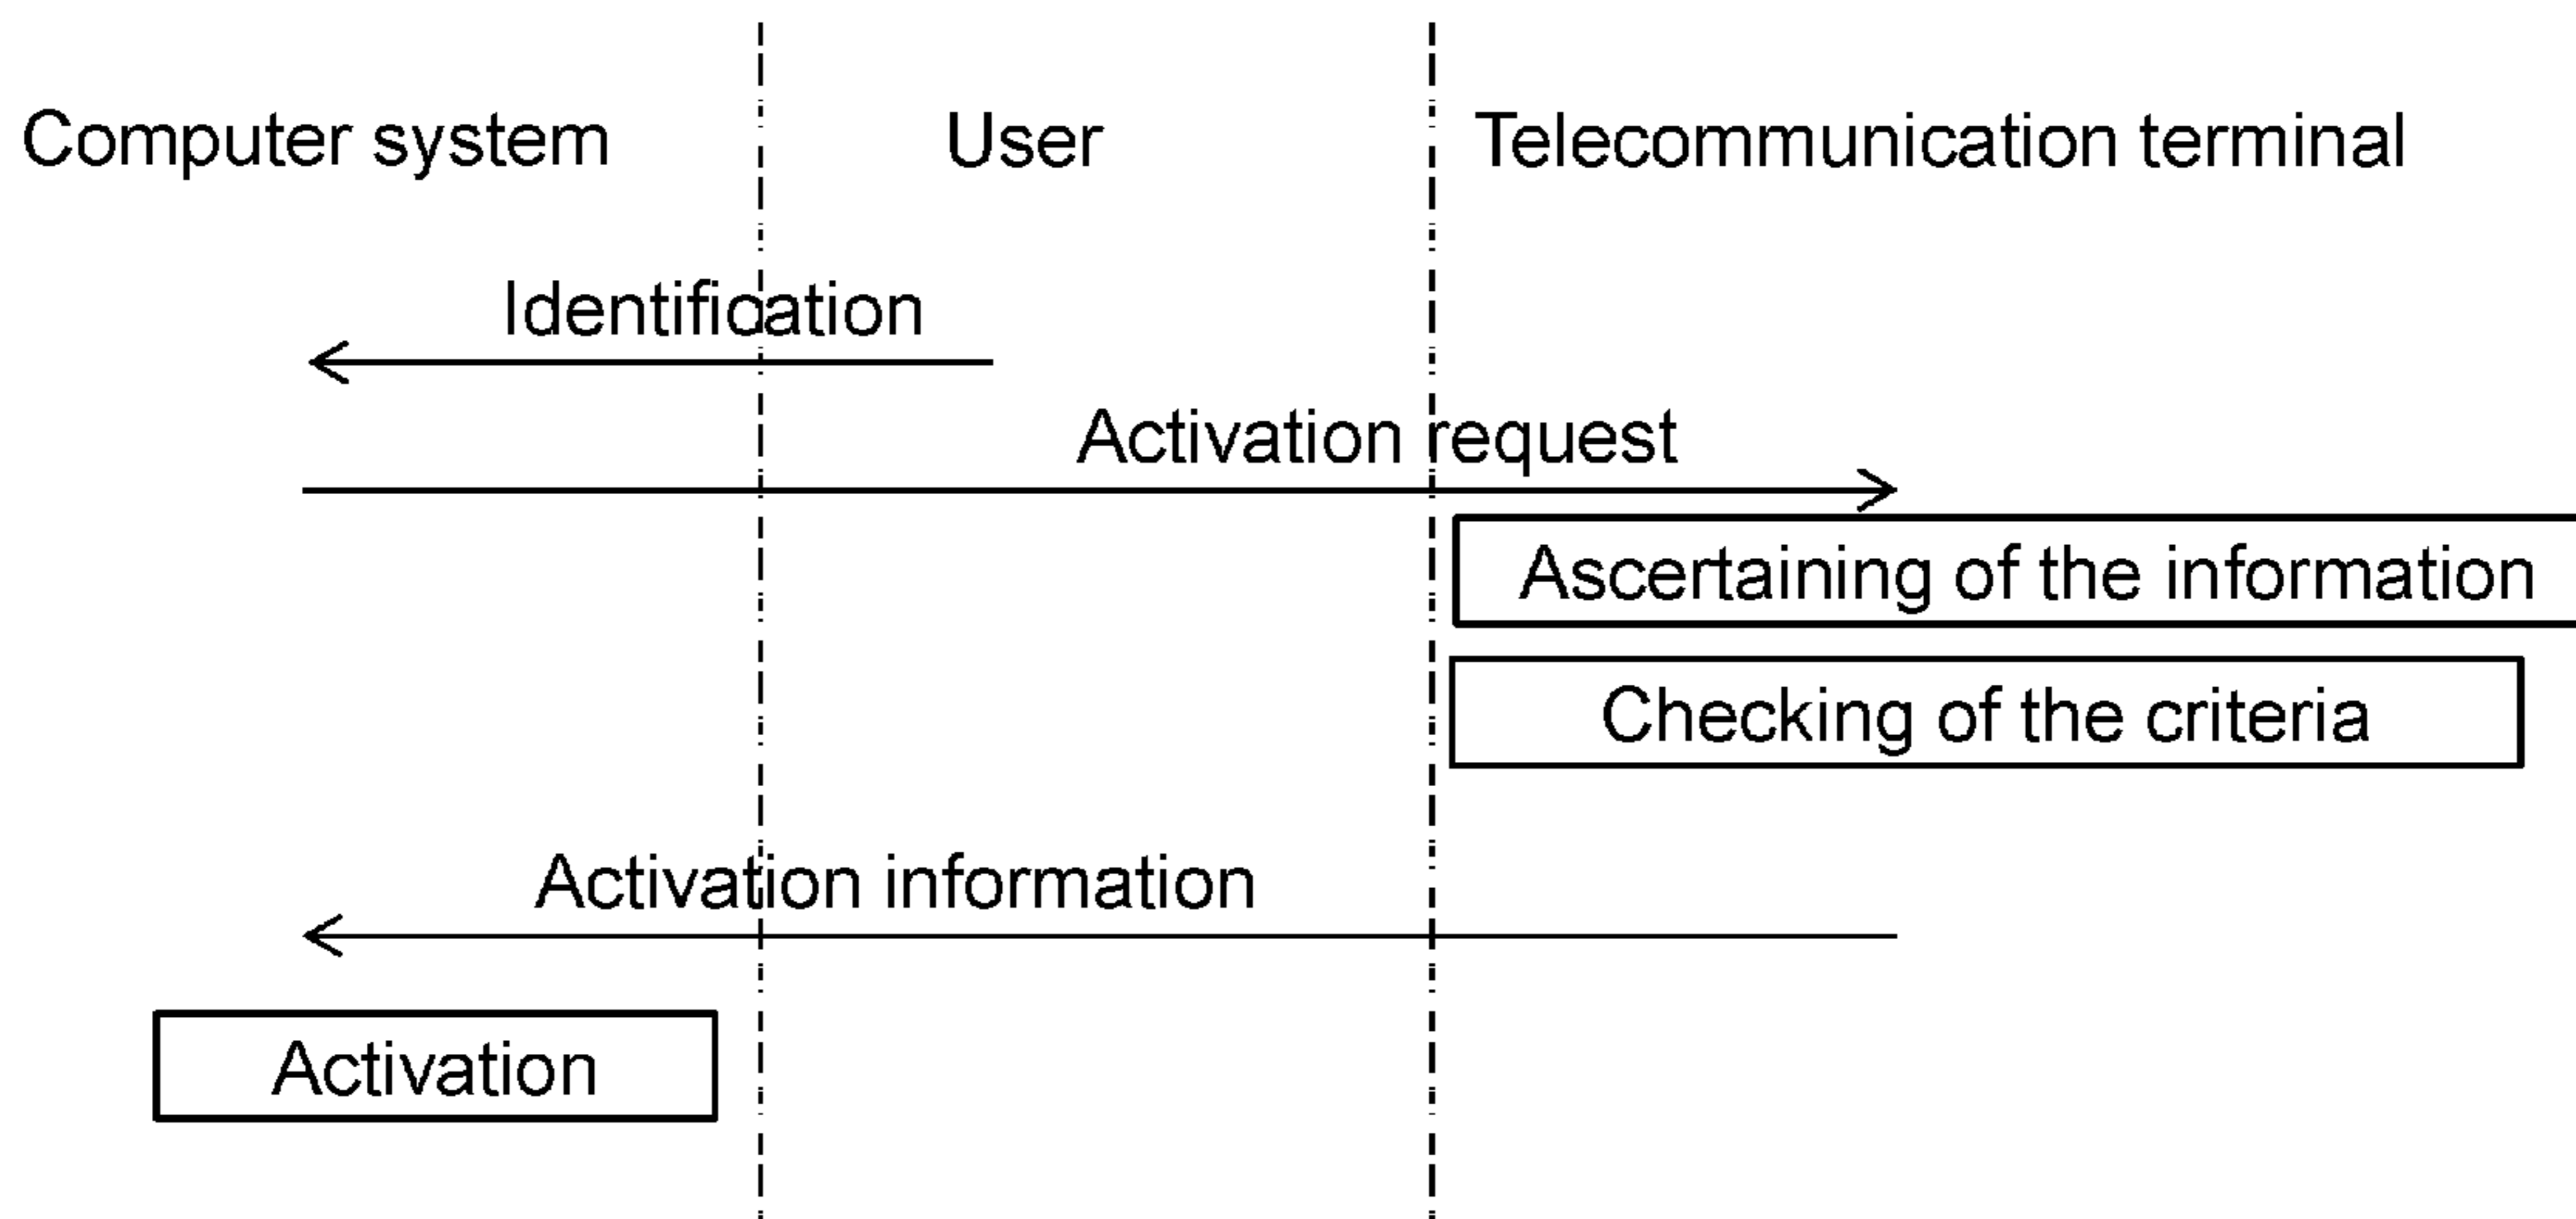 Computer system
User
Telecommunication terminal
Identification
Activation request
Ascertaining of the information
Checking of the criteria
Activation information
Activation